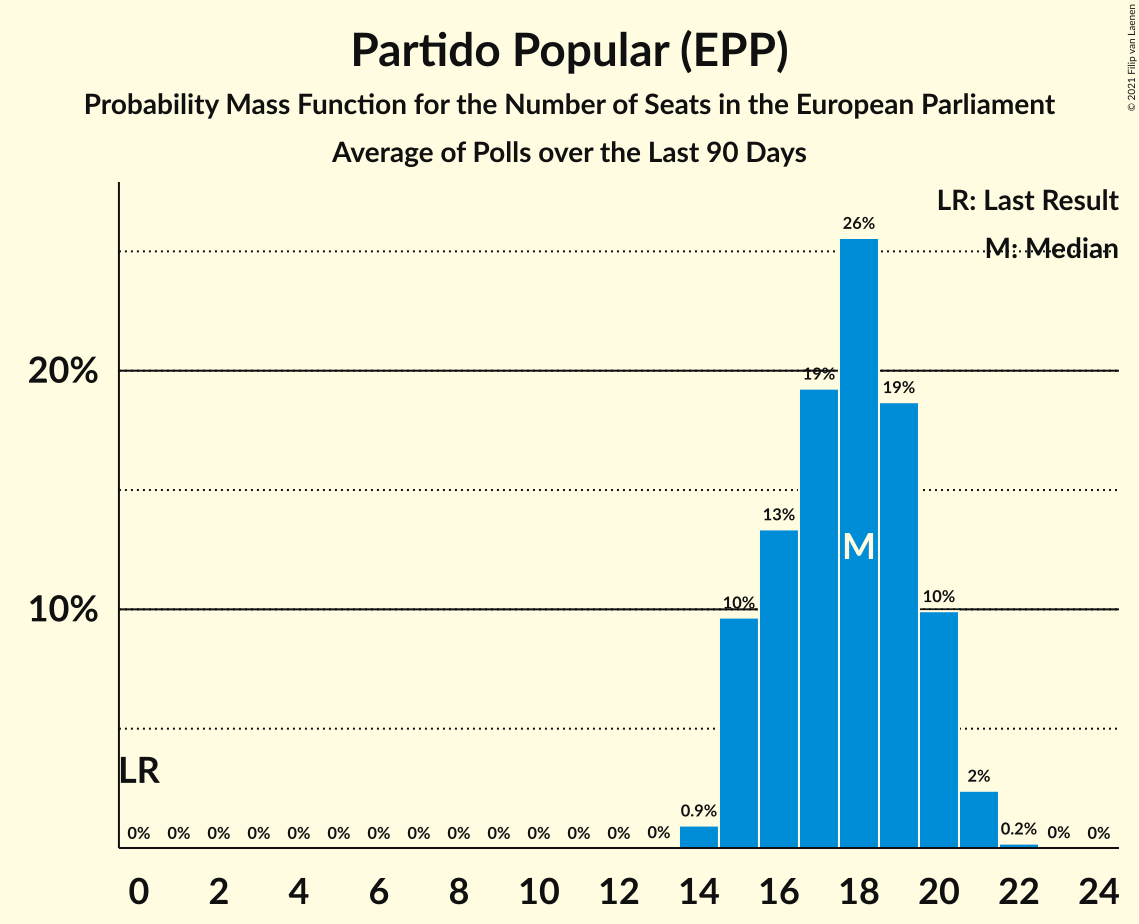 Partido Popular (EPP)
Probability Mass Function for the Number of Seats in the European Parliament
Average of Polls over the Last 90 Days
© 2021 Filip van Laenen
LR: Last Result
M: Median
26%
20%
19%
19%
13%
M
10%
10%
10%
LR
2%
0.9%
0% 0% 0% 0% 0% 0% 0% 0% 0% 0% 0% 0% 0% 0% 0.2% 0% 0%
0 2 4 6 8 10 12 14 16 18 20 22 24